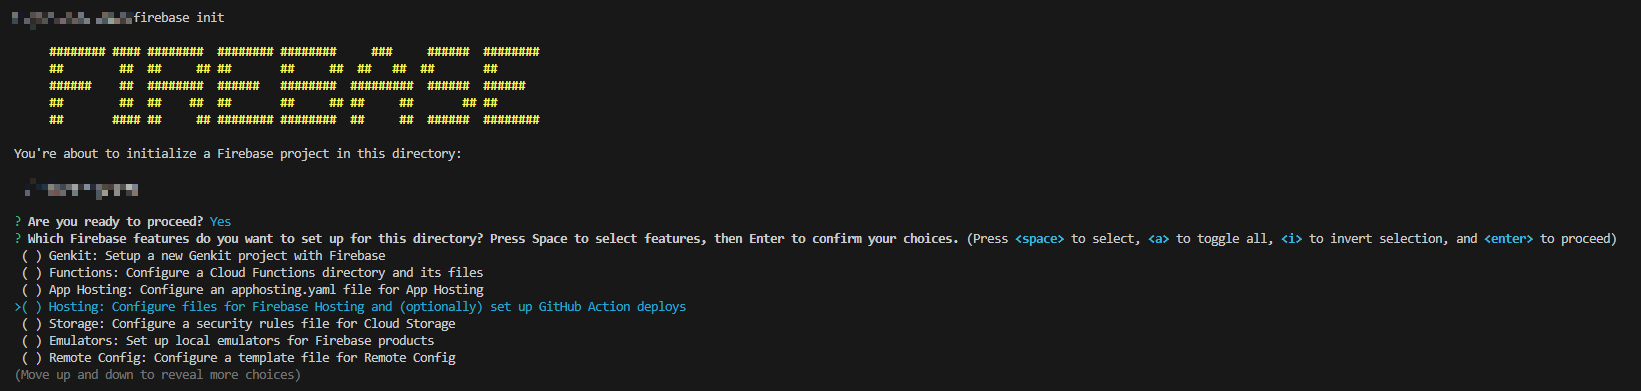 firebase init
FIREBASE
You're about to initialize a Firebase project in this directory:
? Are you ready to proceed? Yes
? Which Firebase features do you want to set up for this directory? Press Space to select features, then Enter to confirm your choices. (Press <space> to select, <a> to toggle all, <i> to invert selection, and <enter> to proceed)
( ) Genkit: Setup a new Genkit project with Firebase
( ) Functions: Configure a Cloud Functions directory and its files
( ) App Hosting: Configure an apphosting.yaml file for App Hosting
>( ) Hosting: Configure files for Firebase Hosting and (optionally) set up GitHub Action deploys
( ) Storage: Configure a security rules file for Cloud Storage
( ) Emulators: Set up local emulators for Firebase products
( ) Remote Config: Configure a template file for Remote Config
(Move up and down to reveal more choices)